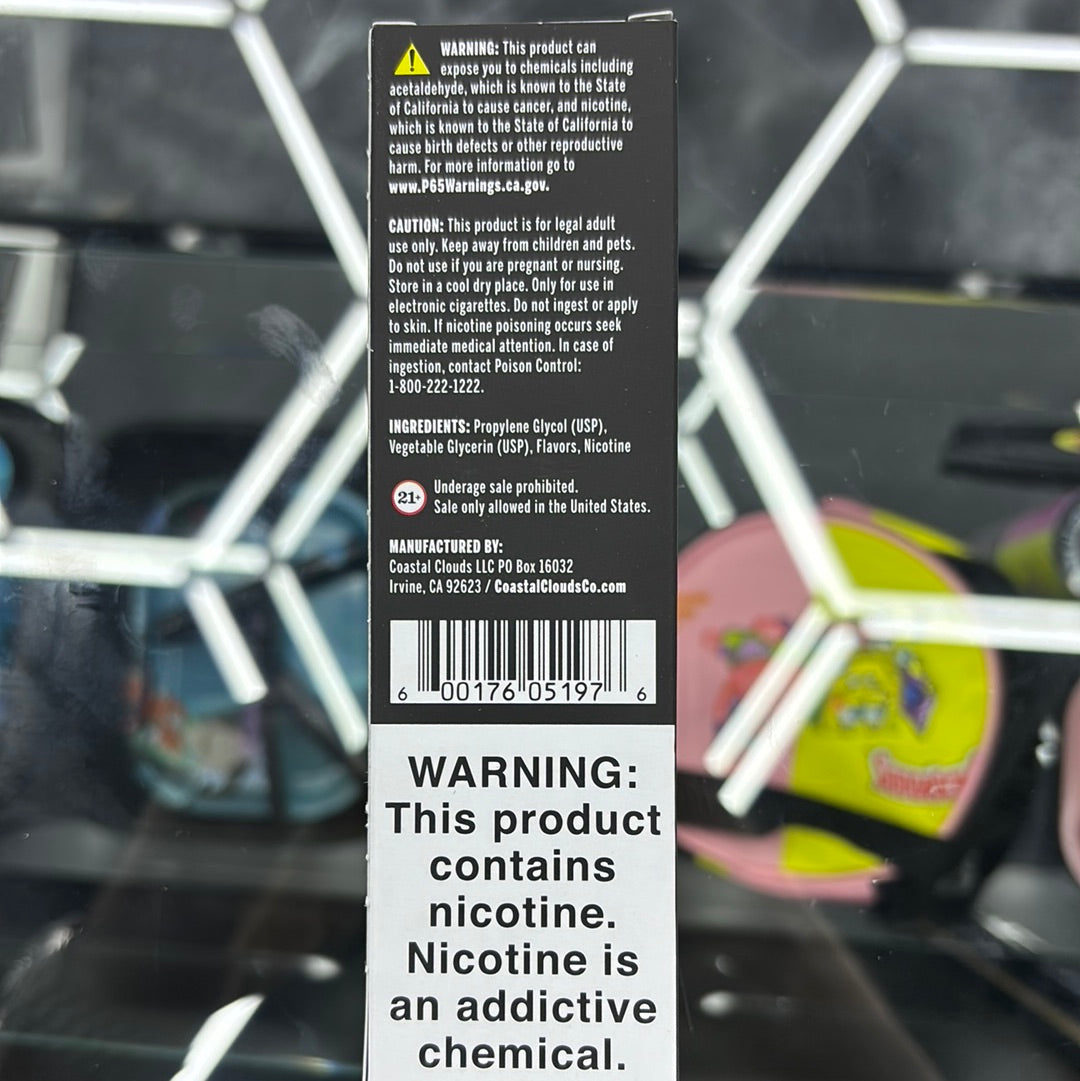 WARNING: This product can
expose you to chemicals including
acetaldehyde, which is known to the State
of California to cause cancer, and nicotine,
which is known to the State of California to
cause birth defects or other reproductive
harm. For more information go to
www.P65Warnings.ca.gov.
CAUTION: This product is for legal adult
use only. Keep away from children and pets.
Do not use if you are pregnant or nursing.
Store in a cool dry place. Only for use in
electronic cigarettes. Do not ingest or apply
to skin. If nicotine poisoning occurs seek
immediate medical attention. In case of
ingestion, contact Poison Control:
1-800-222-1222.
INGREDIENTS: Propylene Glycol (USP),
Vegetable Glycerin (USP), Flavors, Nicotine
21+
Underage sale prohibited.
Sale only allowed in the United States.
MANUFACTURED BY:
Coastal Clouds LLC PO Box 16032
Irvine, CA 92623 / CoastalCloudsCo.com
6 00176 05197 6
WARNING:
This product
contains
nicotine.
Nicotine is
an addictive
chemical.